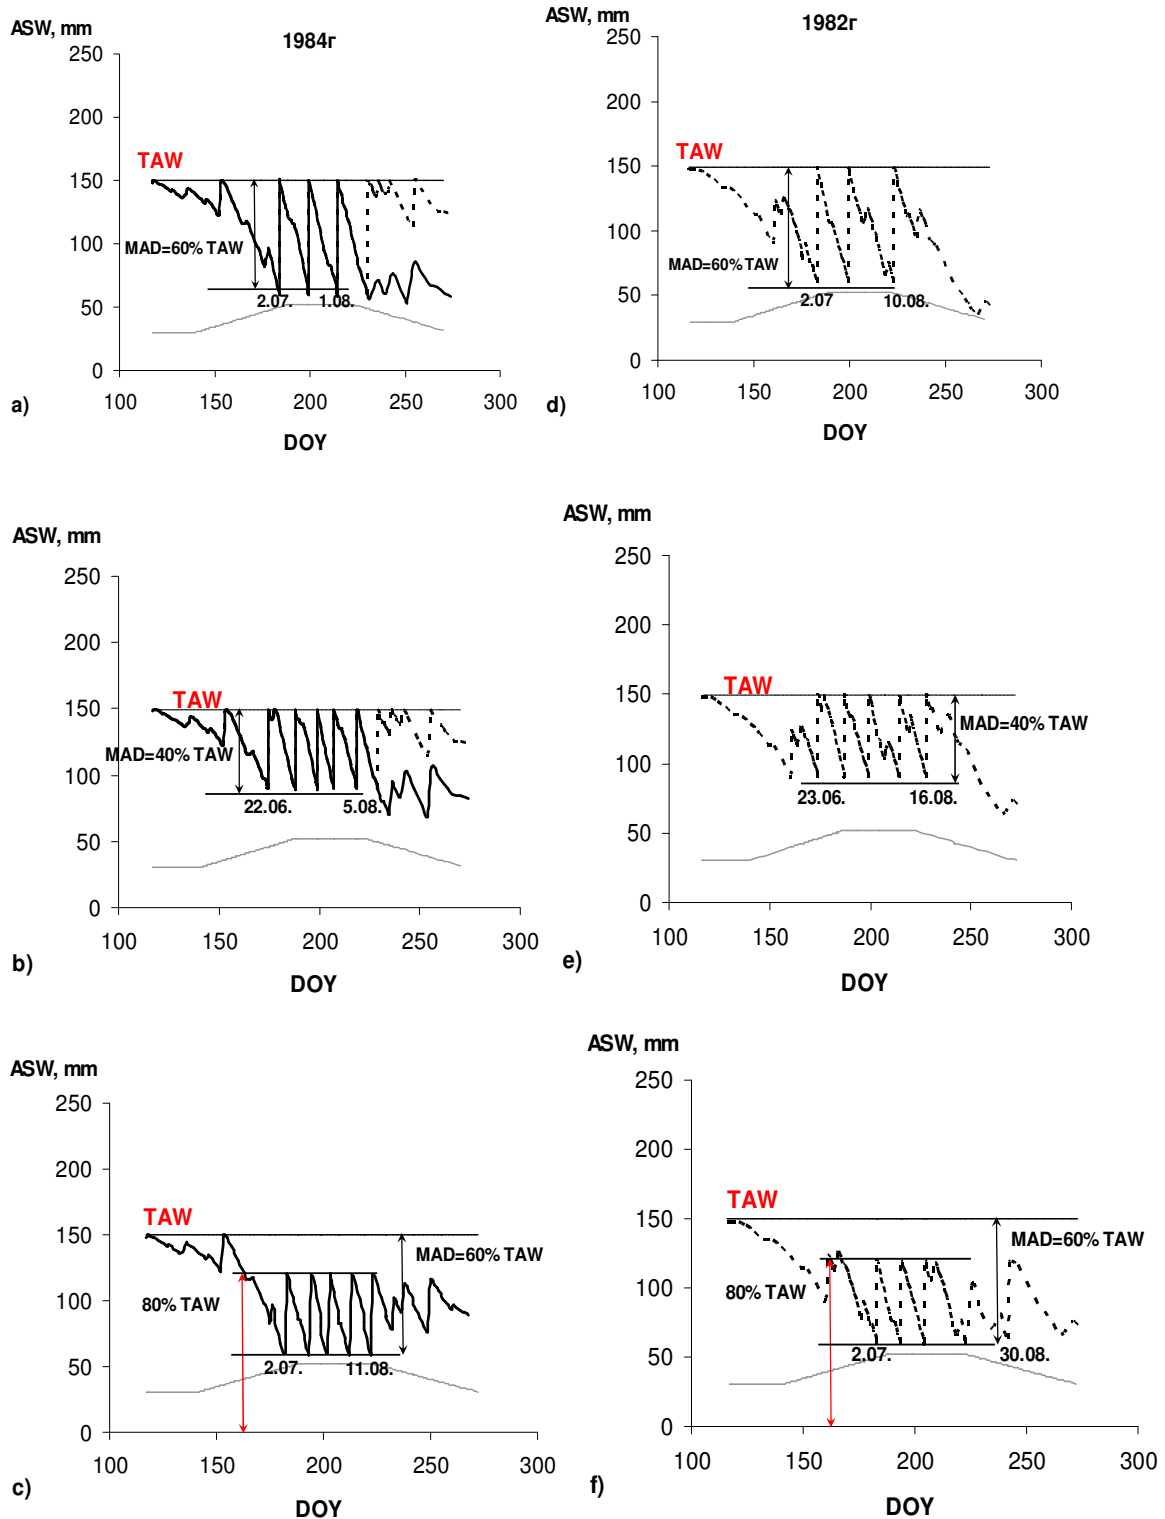 ASW, mm
1984г
250
200
TAW
150
MAD=60% TAW
100
2.07.
1.08.
50
0
100
150
200
250
300
a)
DOY
ASW, mm
1982г
250
200
TAW
150
100
MAD=60% TAW
2.07
10.08.
50
0
100
150
200
250
300
d)
DOY
ASW, mm
250
200
TAW
150
MAD=40% TAW
100
22.06.
5.08.
50
0
100
150
200
250
300
b)
DOY
ASW, mm
250
200
TAW
150
MAD=40% TAW
100
23.06.
16.08.
50
0
100
150
200
250
300
e)
DOY
ASW, mm
250
200
TAW
150
MAD=60% TAW
80% TAW
100
2.07.
11.08.
50
0
100
150
200
250
300
c)
DOY
ASW, mm
250
200
TAW
150
MAD=60% TAW
80% TAW
100
2.07.
30.08.
50
0
100
150
200
250
300
f)
DOY